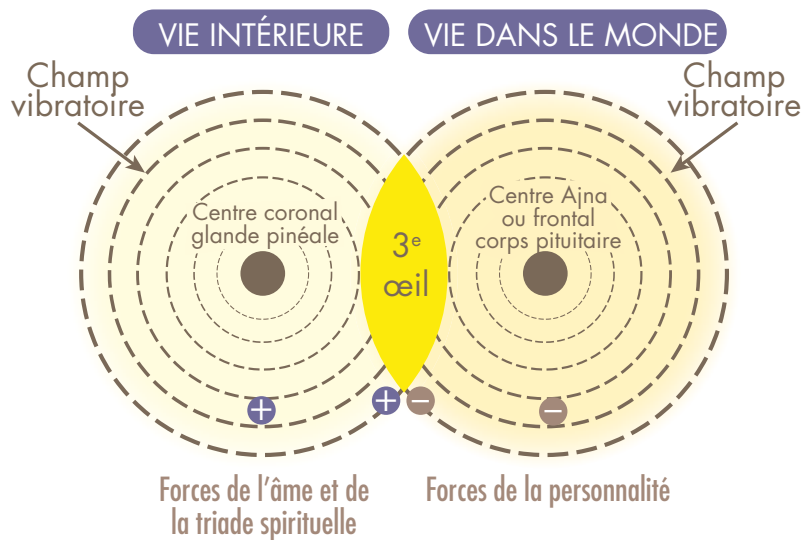 VIE INTÉRIEURE
VIE DANS LE MONDE
Champ
vibratoire
Champ
vibratoire
Centre coronal
glande pinéale
3e
œil
Centre Ajna
ou frontal
corps pituitaire
+
+
−
−
Forces de l'âme et de
la triade spirituelle
Forces de la personnalité